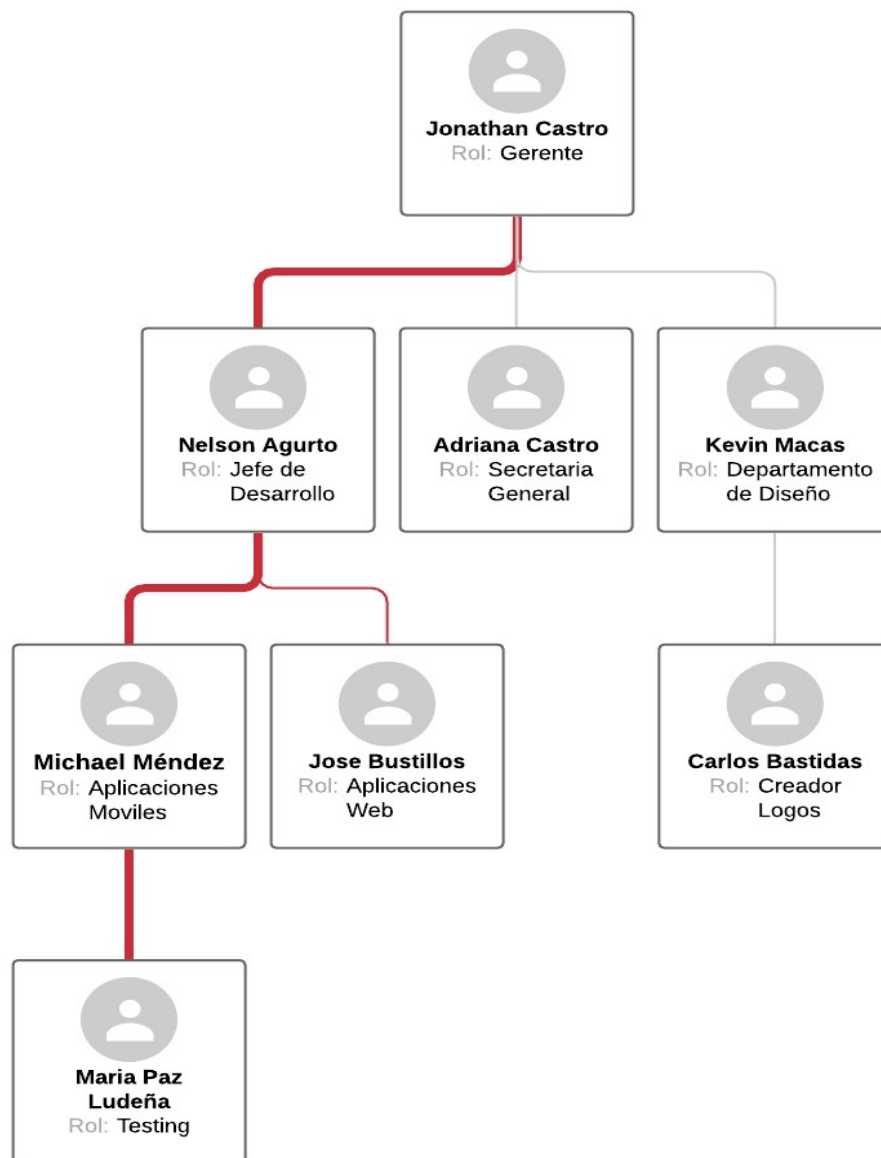 Jonathan Castro
Rol: Gerente
Nelson Agurto
Rol: Jefe de
Desarrollo
Adriana Castro
Rol: Secretaria
General
Kevin Macas
Rol: Departamento
de Diseño
Michael Méndez
Rol: Aplicaciones
Moviles
Jose Bustillos
Rol: Aplicaciones
Web
Carlos Bastidas
Rol: Creador
Logos
Maria Paz
Ludeña
Rol: Testing